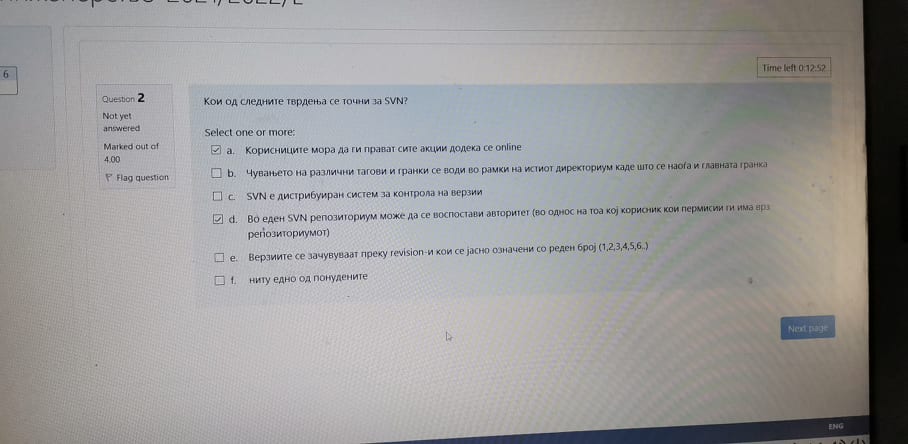 2021/2022/L
6
Time left 0:12:52
Question 2
Not yet
answered
Marked out of
4.00
Flag question
Кои од следните тврдења се точни за SVN?
Select one or more:
a. Корисниците мора да ги прават сите акции додека се online
b. Чувањето на различни тагови и гранки се води во рамки на истиот директориум каде што се наоѓа и главната гранка
c. SVN е дистрибуиран систем за контрола на верзии
d. Во еден SVN репозиториум може да се воспостави авторитет (во однос на тоа кој корисник кои пермисии ги има врз
репозиториумот)
e. Верзиите се зачувуваат преку revision-и кои се јасно означени со реден број (1,2,3,4,5,6..)
f. ниту едно од понудените
Next page
ENG